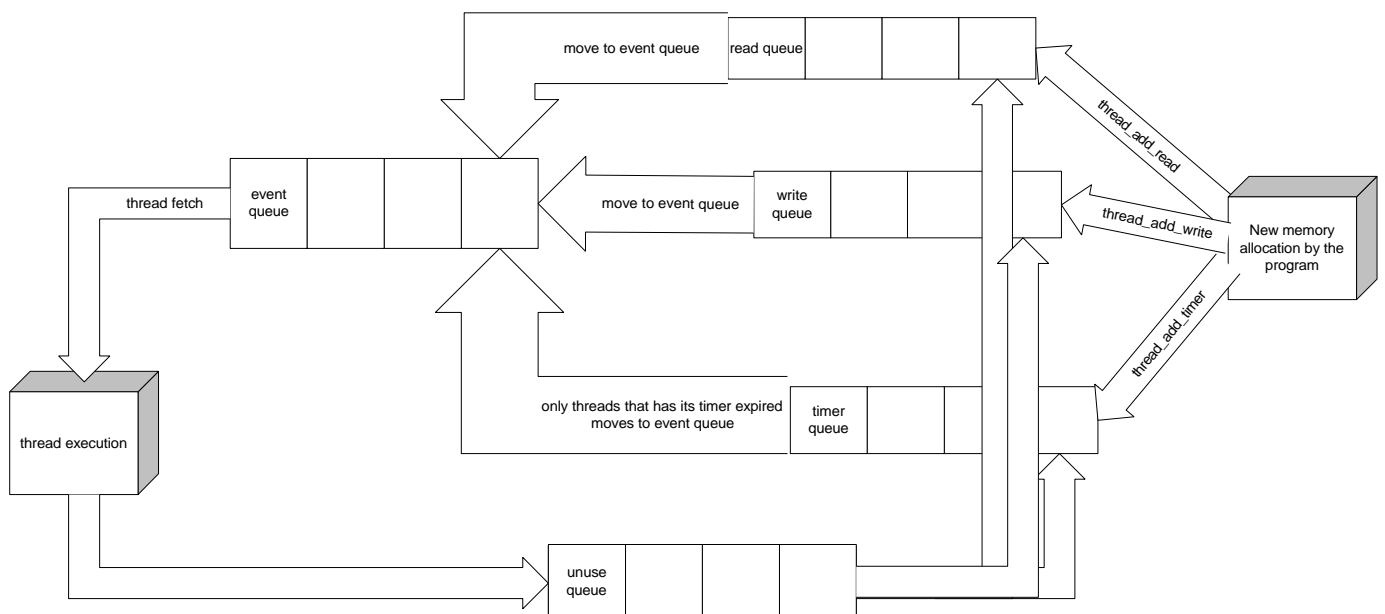 move to event queue
read queue
thread_add_read
event
queue
thread fetch
move to event queue
write
queue
thread_add_write
New memory
allocation by the
program
thread_add_timer
only threads that has its timer expired
moves to event queue
timer
queue
thread execution
unuse
queue